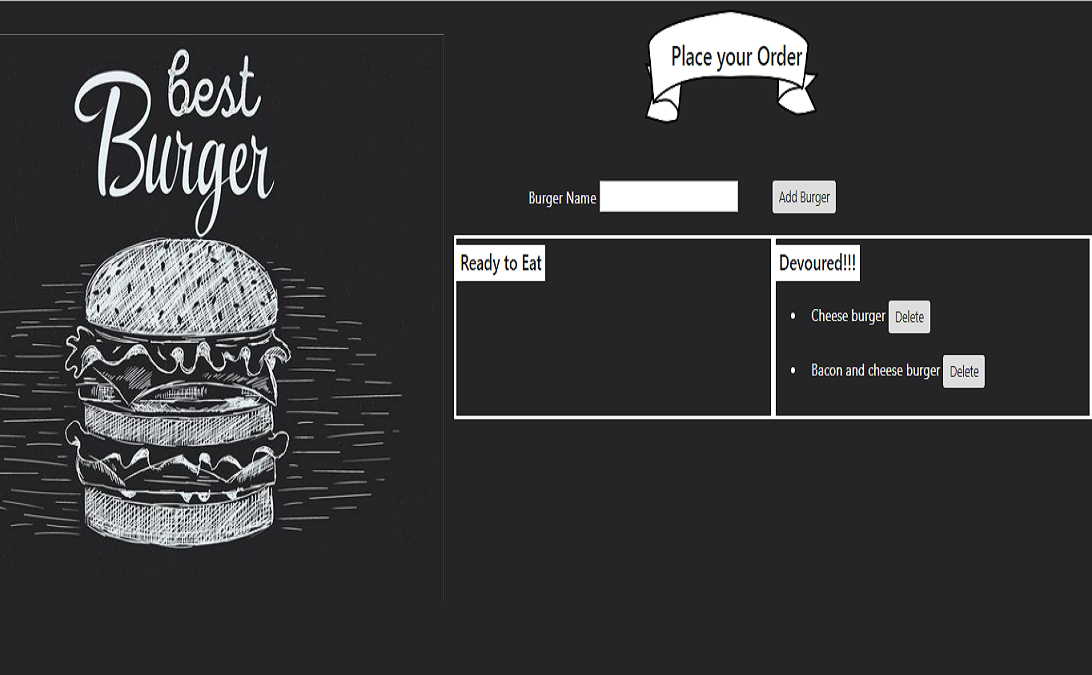 best
Burger
Place your Order
Burger Name Add Burger
Ready to Eat
Devoured!!!
Cheese burger Delete
Bacon and cheese burger Delete